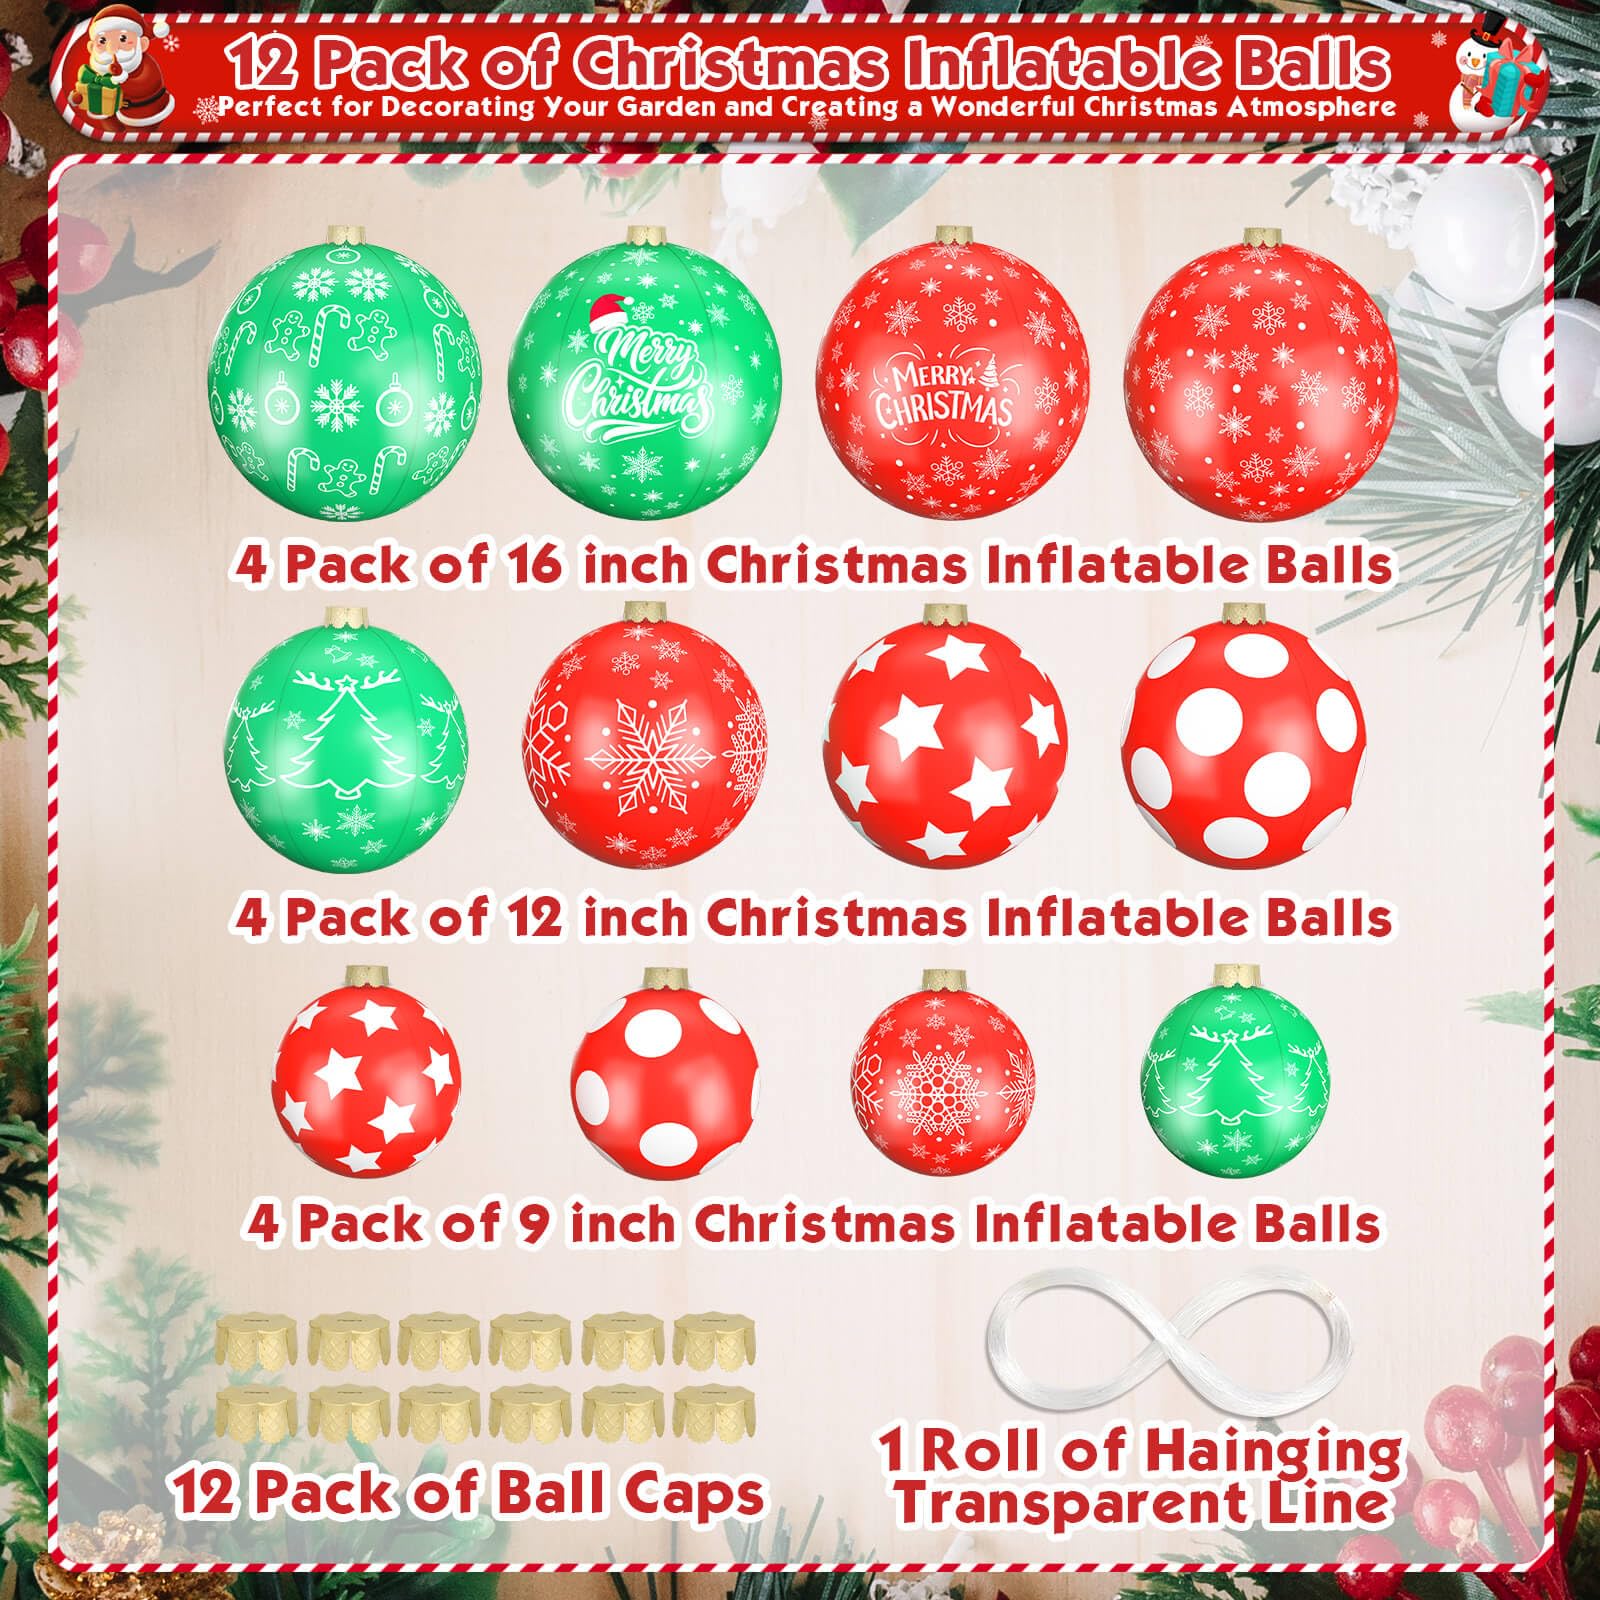 12 Pack of Christmas Inflatable Balls
Perfect for Decorating Your Garden and Creating a Wonderful Christmas Atmosphere
Merry
Christmas
MERRY
CHRISTMAS
4 Pack of 16 inch Christmas Inflatable Balls
4 Pack of 12 inch Christmas Inflatable Balls
4 Pack of 9 inch Christmas Inflatable Balls
12 Pack of Ball Caps
1 Roll of Hainging
Transparent Line